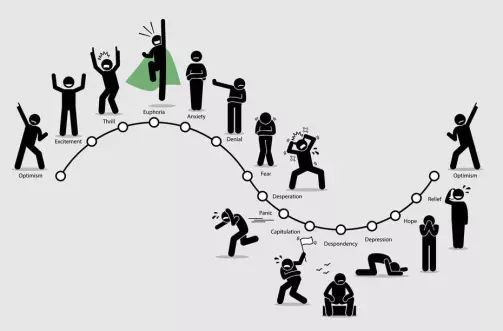 Optimism
Excitement
Thrill
Euphoria
Anxiety
Denial
Fear
Desperation
Panic
Capitulation
Despondency
Depression
Hope
Relief
Optimism